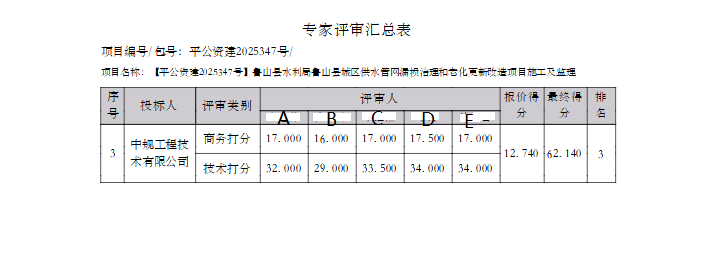 专家评审汇总表
项目编号/包号：平公资建2025347号/
项目名称：【平公资建2025347号】鲁山县水利局鲁山县城区供水管网漏损治理和老化更新改造项目施工及监理
序号 投标人 评审类别 评审人 报价得分 最终得分 排名
A B C D E
3 中规工程技术有限公司 商务打分 17.000 16.000 17.000 17.500 17.000 12.740 62.140 3
技术打分 32.000 29.000 33.500 34.000 34.000